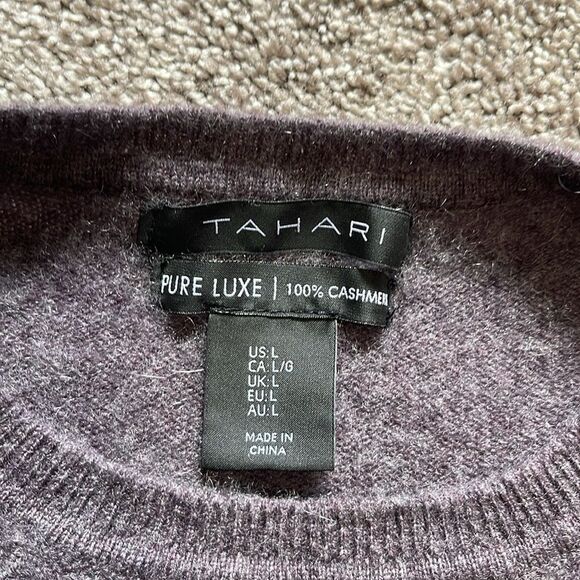 TAHARI
PURE LUXE | 100% CASHMERE
US:L
CA:L/G
UK:L
EU:L
AU:L
MADE IN
CHINA